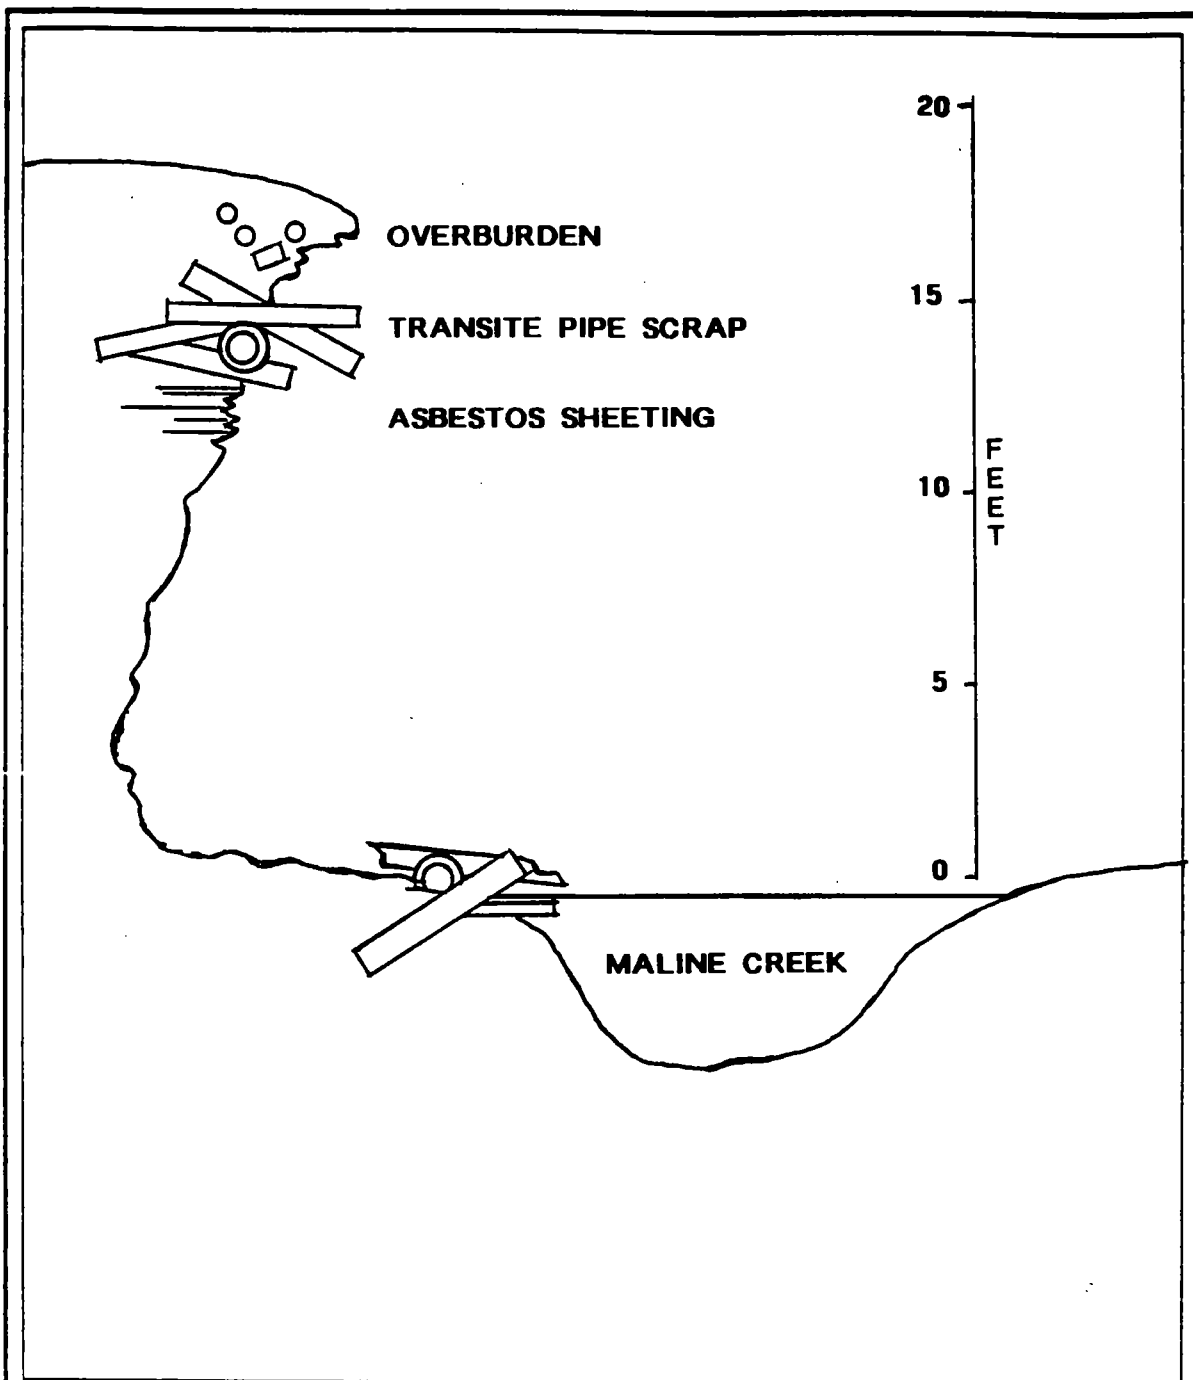 20
OVERBURDEN
15
TRANSITE PIPE SCRAP
ASBESTOS SHEETING
FEET
10
5
0
MALINE CREEK